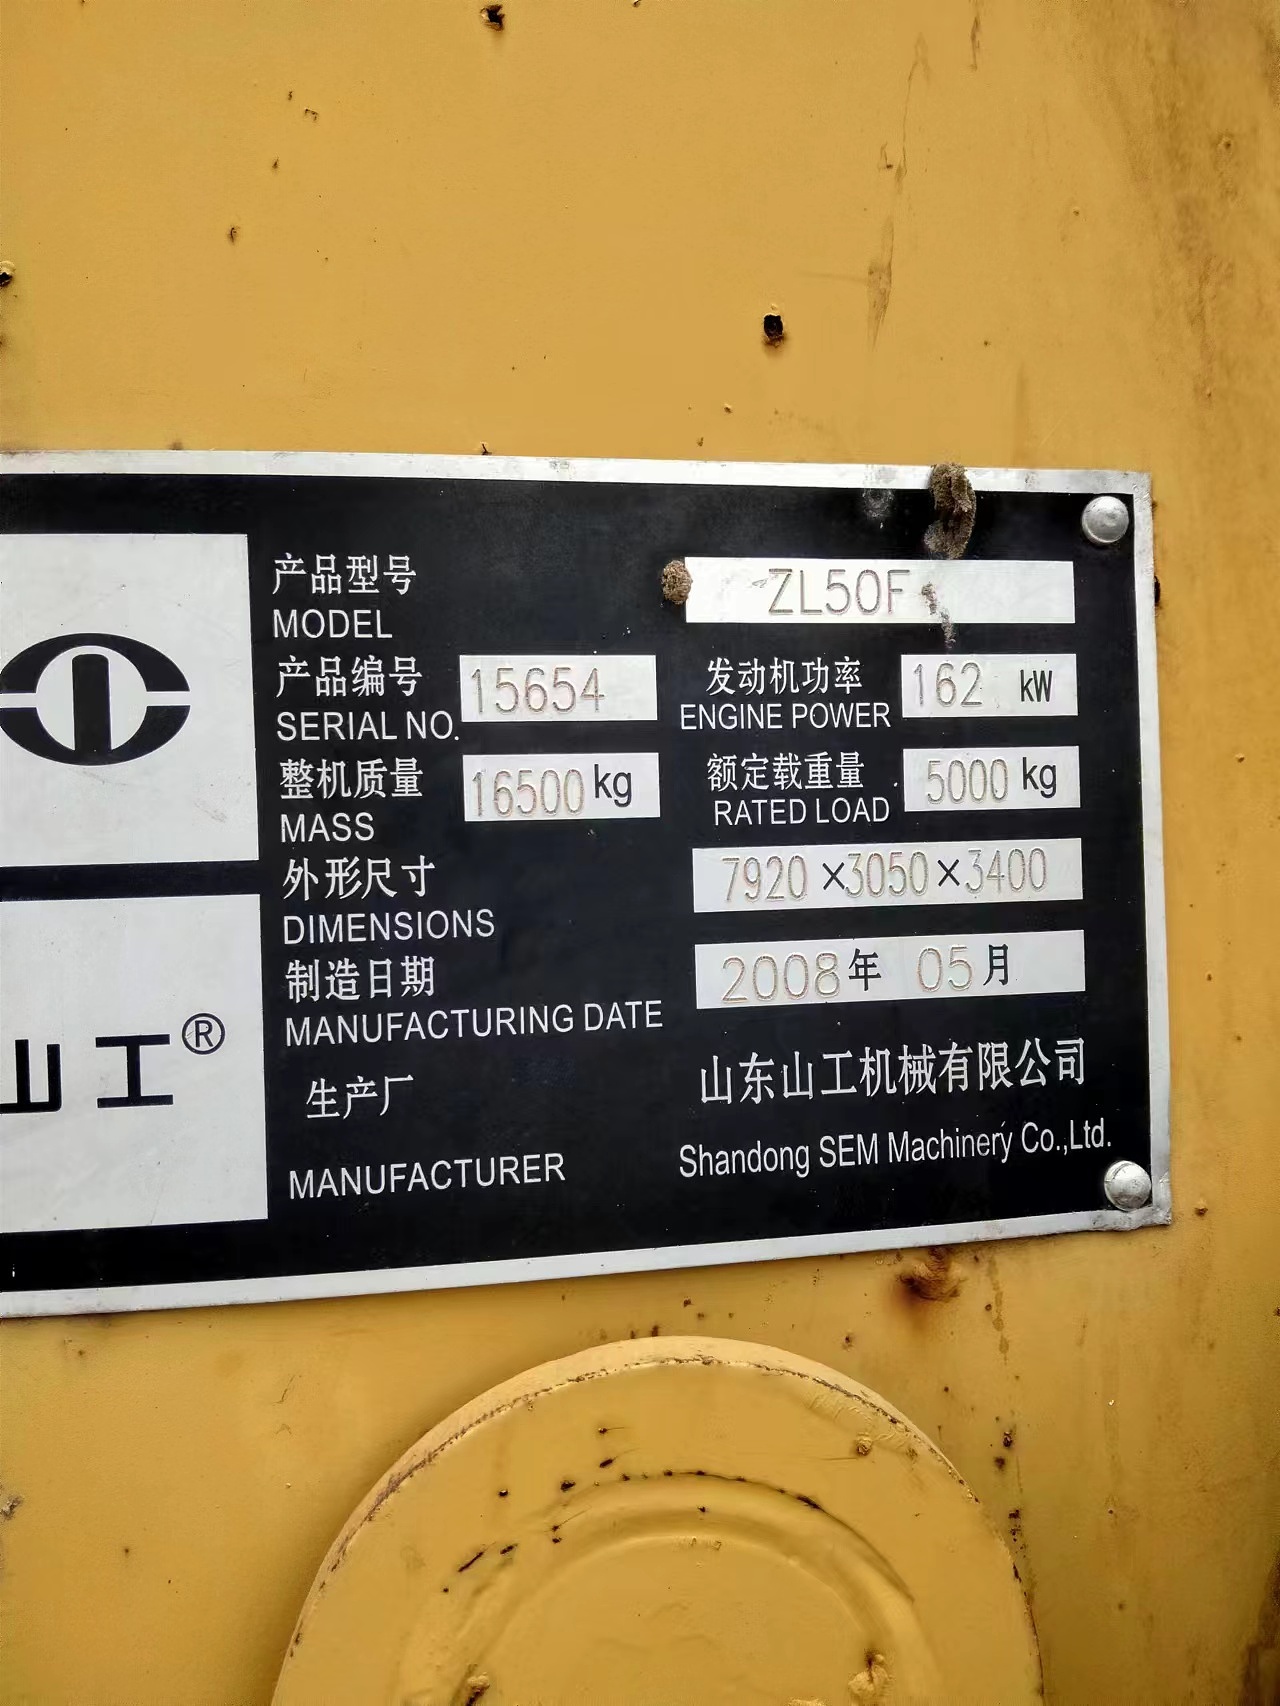 产品型号 ZL50F
MODEL
产品编号 15654 发动机功率 162 kW
SERIAL NO. ENGINE POWER
整机质量 16500 kg 额定载重量 5000 kg
MASS RATED LOAD
外形尺寸 7920×3050×3400
DIMENSIONS
制造日期 2008年 05月
MANUFACTURING DATE
生产厂 山东山工机械有限公司
MANUFACTURER Shandong SEM Machinery Co.,Ltd.
山工®